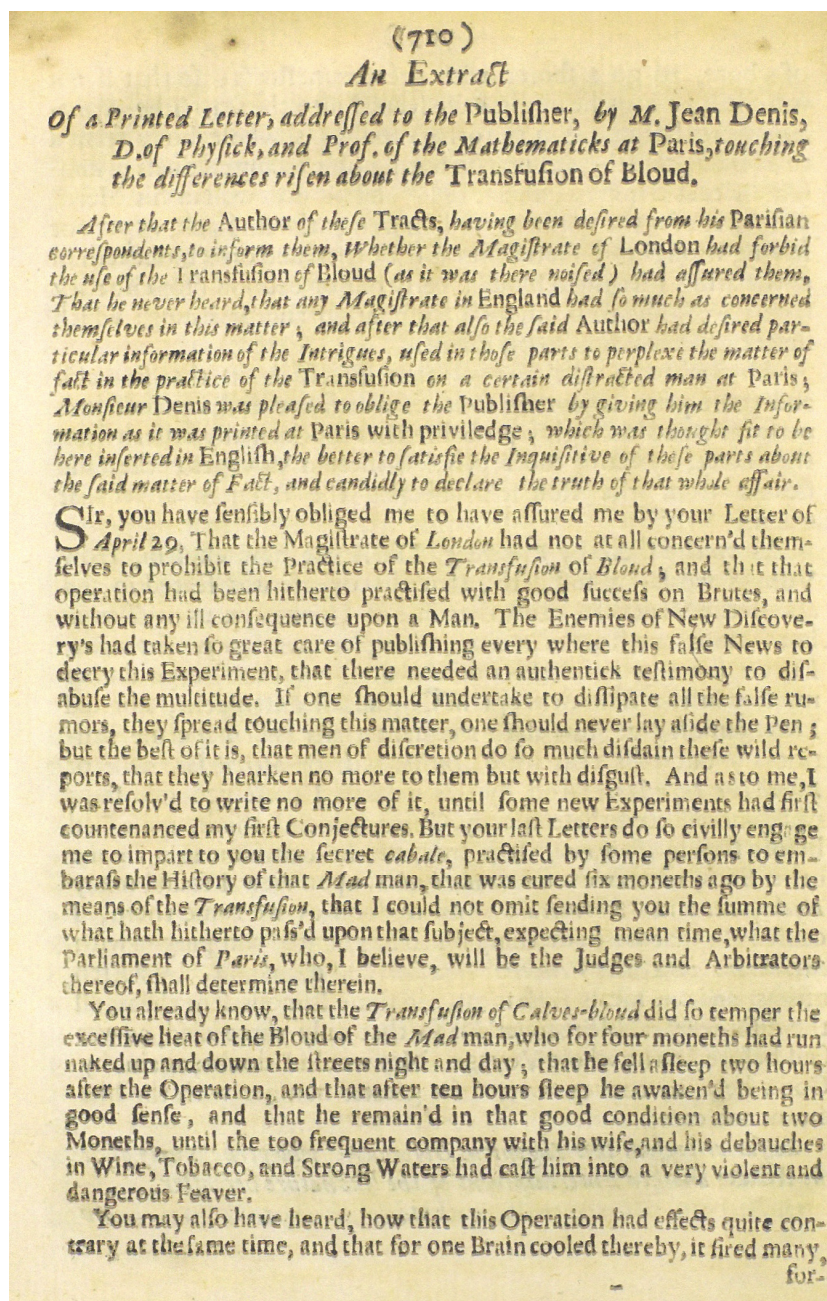 (710)
An Extract
Of a Printed Letter, addreſſed to the Publiſher, by M. Jean Denis,
D. of Phyſick, and Prof. of the Mathematicks at Paris, touching
the differences riſen about the Transfuſion of Bloud.
After that the Author of theſe Tracts, having been deſired from his Pariſian
correſpondents, to inform them, Whether the Magiſtrate of London had forbid
the uſe of the Transfuſion of Bloud (as it was there noiſed) had aſſured them,
That he never heard, that any Magiſtrate in England had ſo much as concerned
themſelves in this matter; and after that alſo the ſaid Author had deſired par-
ticular information of the Intrigues, uſed in thoſe parts to perplexe the matter of
fact in the practice of the Transfuſion on a certain diſtracted man at Paris;
Monſieur Denis was pleaſed to oblige the Publiſher by giving him the Infor-
mation as it was printed at Paris with priviledge; which was thought fit to be
here inſerted in Engliſh, the better to ſatisfie the Inquiſitive of theſe parts about
the ſaid matter of Fact, and candidly to declare the truth of that whole affair.
SIr, you have ſenſibly obliged me to have aſſured me by your Letter of
April 29. That the Magiſtrate of London had not at all concern'd them-
ſelves to prohibit the Practice of the Transfuſion of Bloud; and that that
operation had been hitherto practiſed with good ſucceſs on Brutes, and
without any ill conſequence upon a Man. The Enemies of New Diſcove-
ry's had taken ſo great care of publiſhing every where this falſe News to
decry this Experiment, that there needed an authentick teſtimony to diſ-
abuſe the multitude. If one ſhould undertake to diſſipate all the falſe ru-
mors, they ſpread touching this matter, one ſhould never lay aſide the Pen;
but the beſt of it is, that men of diſcretion do ſo much diſdain theſe wild re-
ports, that they hearken no more to them but with diſguſt. And as to me, I
was reſolv'd to write no more of it, until ſome new Experiments had firſt
countenanced my firſt Conjectures. But your laſt Letters do ſo civilly engage
me to impart to you the ſecret cabale, practiſed by ſome perſons to em-
baraſs the Hiſtory of that Mad man, that was cured ſix moneths ago by the
means of the Transfuſion, that I could not omit ſending you the ſumme of
what hath hitherto paſs'd upon that ſubject, expecting mean time, what the
Parliament of Paris, who, I believe, will be the Judges and Arbitrators
thereof, ſhall determine therein.
You already know, that the Transfuſion of Calves-bloud did ſo temper the
exceſſive heat of the Bloud of the Mad man, who for four moneths had run
naked up and down the ſtreets night and day; that he fell aſleep two hours
after the Operation, and that after ten hours ſleep he awaken'd being in
good ſenſe, and that he remain'd in that good condition about two
Moneths, until the too frequent company with his wife, and his debauches
in Wine, Tobacco, and Strong Waters had caſt him into a very violent and
dangerous Feaver.
You may alſo have heard, how that this Operation had effects quite con-
trary at the ſame time, and that for one Brain cooled thereby, it fired many,
for-